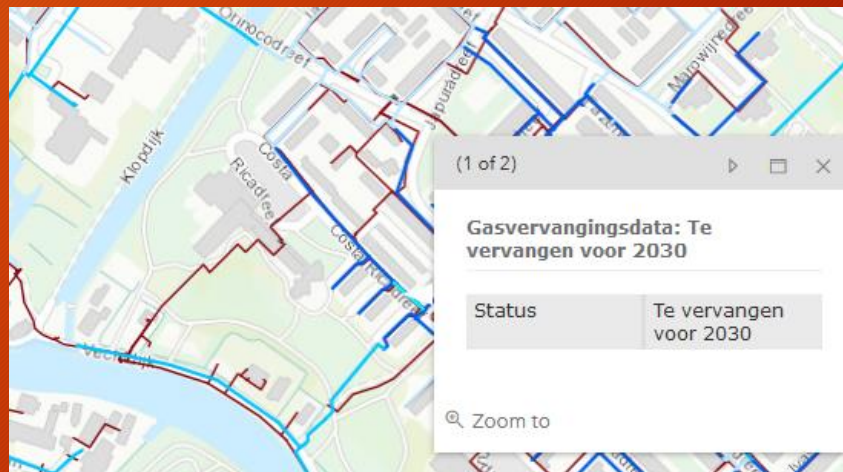 Orinocodreef
Marowijnedreef
Klopdijk
Costa
Ricadreef
Costa Ricadreef
Vechtdijk
(1 of 2)
Gasvervangingsdata: Te
vervangen voor 2030
Status
Te vervangen
voor 2030
Zoom to